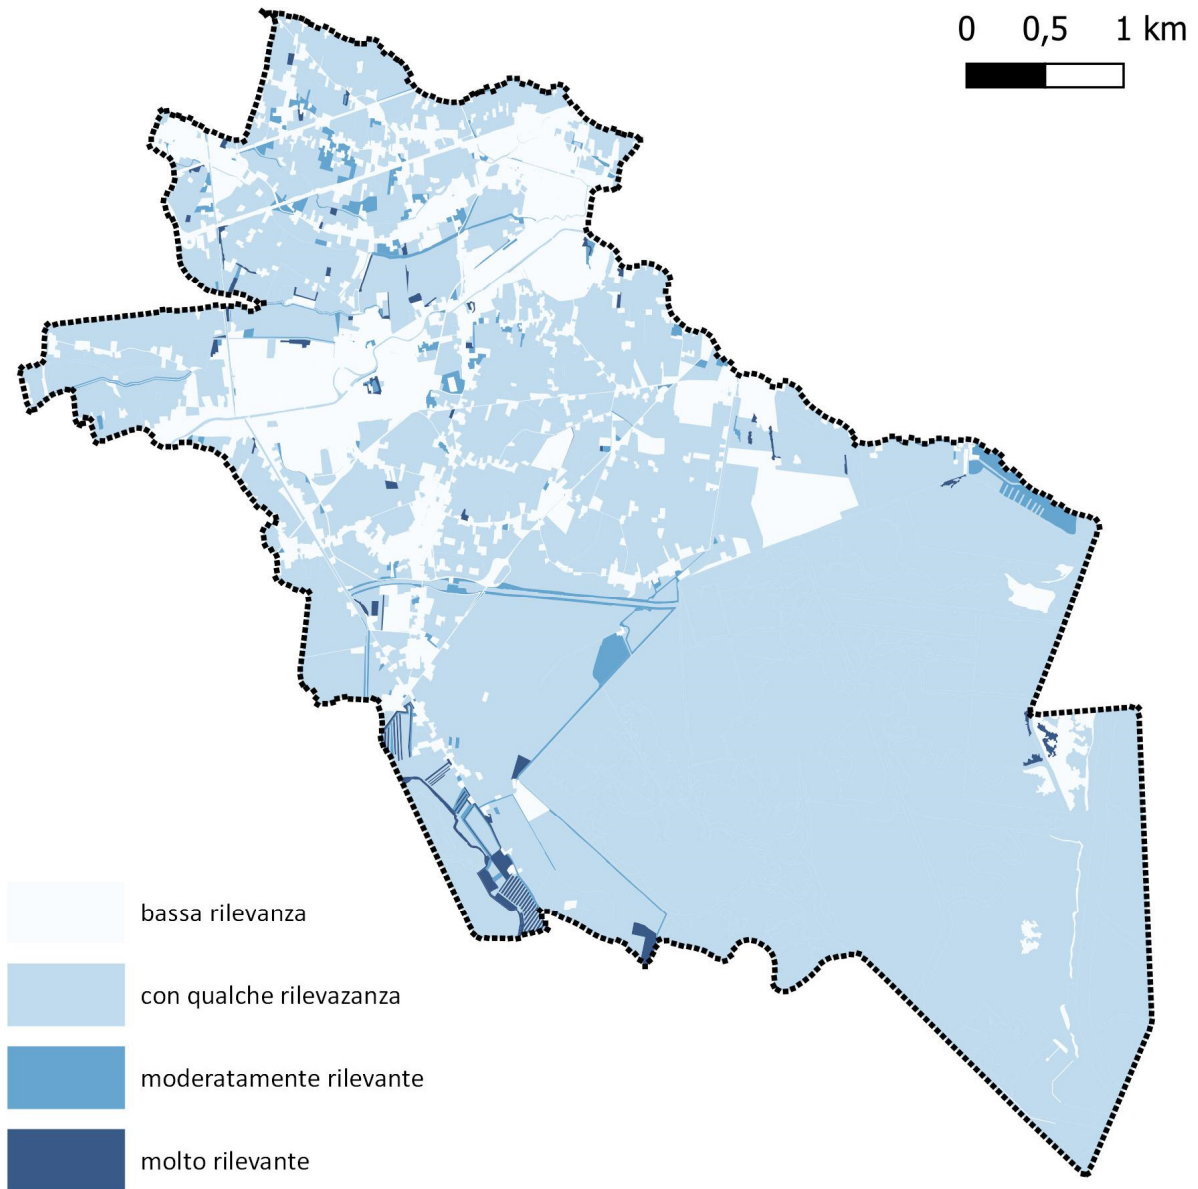 0 0,5 1 km
bassa rilevanza
con qualche rilevazanza
moderatamente rilevante
molto rilevante